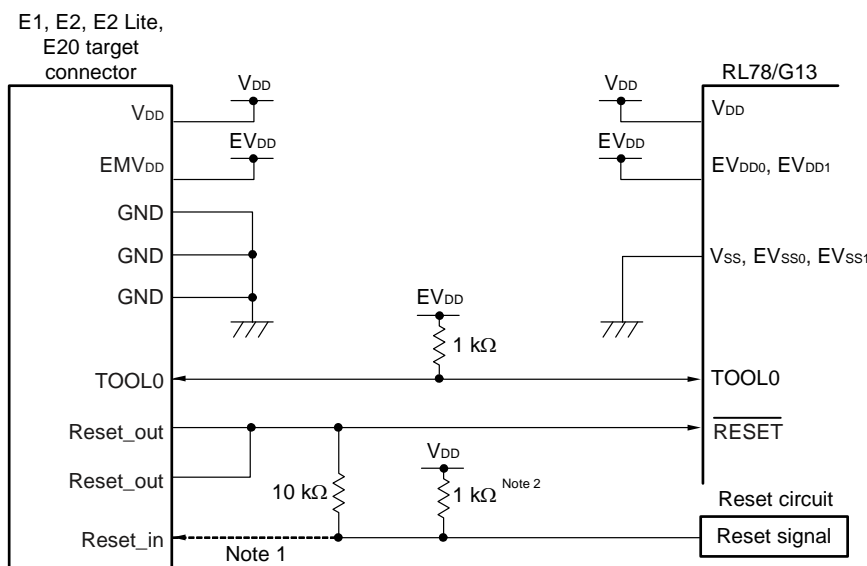 E1, E2, E2 Lite,
E20 target
connector
RL78/G13
VDD
VDD
VDD
VDD
EVDD
EVDD
EMVDD
EVDD0, EVDD1
GND
GND
VSS, EVSS0, EVSS1
GND
EVDD
1 kΩ
TOOL0
TOOL0
Reset_out
RESET
VDD
Reset_out
10 kΩ
1 kΩ Note 2
Reset circuit
Reset_in
Note 1
Reset signal